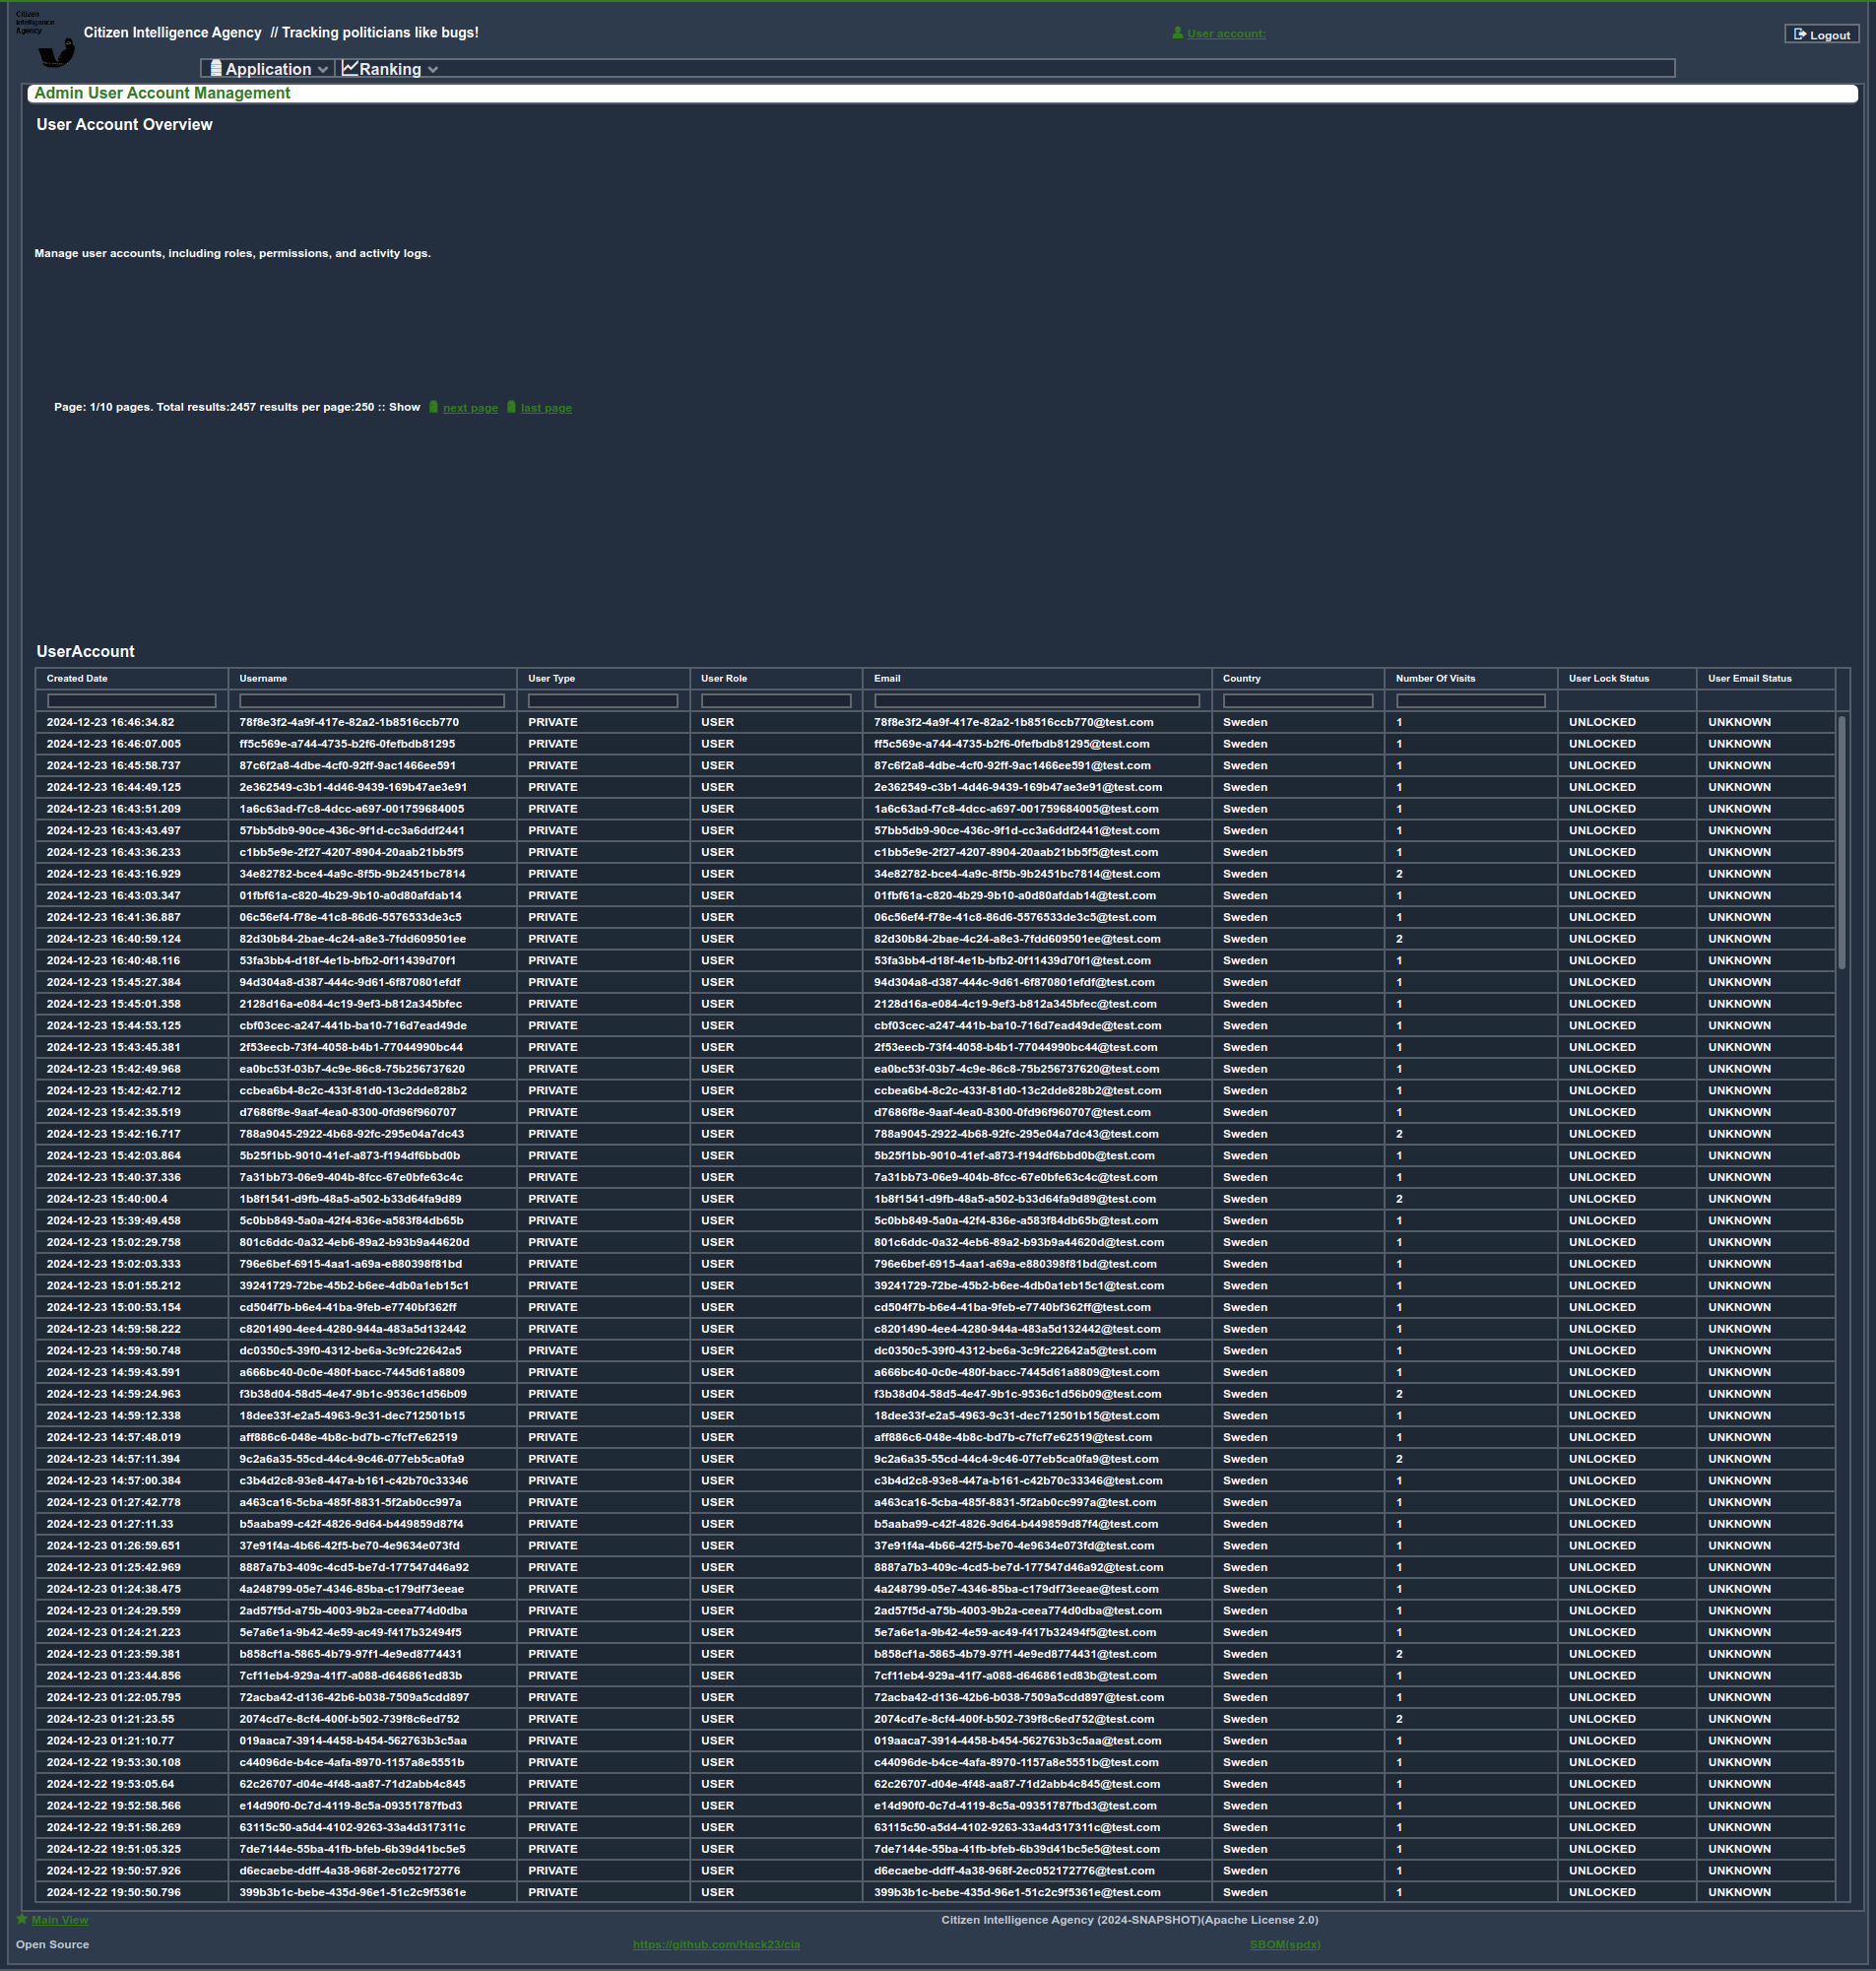 Citizen
Intelligence
Agency
Citizen Intelligence Agency // Tracking politicians like bugs!
User account:
Logout
Application Ranking
Admin User Account Management
User Account Overview
Manage user accounts, including roles, permissions, and activity logs.
Page: 1/10 pages. Total results:2457 results per page:250 :: Show next page last page
UserAccount
Created Date Username User Type User Role Email Country Number Of Visits User Lock Status User Email Status
2024-12-23 16:46:34.82 78f8e3f2-4a9f-417e-82a2-1b8516ccb770 PRIVATE USER 78f8e3f2-4a9f-417e-82a2-1b8516ccb770@test.com Sweden 1 UNLOCKED UNKNOWN
2024-12-23 16:46:07.005 ff5c569e-a744-4735-b2f6-0fefbdb81295 PRIVATE USER ff5c569e-a744-4735-b2f6-0fefbdb81295@test.com Sweden 1 UNLOCKED UNKNOWN
2024-12-23 16:45:58.737 87c6f2a8-4dbe-4cf0-92ff-9ac1466ee591 PRIVATE USER 87c6f2a8-4dbe-4cf0-92ff-9ac1466ee591@test.com Sweden 1 UNLOCKED UNKNOWN
2024-12-23 16:44:49.125 2e362549-c3b1-4d46-9439-169b47ae3e91 PRIVATE USER 2e362549-c3b1-4d46-9439-169b47ae3e91@test.com Sweden 1 UNLOCKED UNKNOWN
2024-12-23 16:43:51.209 1a6c63ad-f7c8-4dcc-a697-001759684005 PRIVATE USER 1a6c63ad-f7c8-4dcc-a697-001759684005@test.com Sweden 1 UNLOCKED UNKNOWN
2024-12-23 16:43:43.497 57bb5db9-90ce-436c-9f1d-cc3a6ddf2441 PRIVATE USER 57bb5db9-90ce-436c-9f1d-cc3a6ddf2441@test.com Sweden 1 UNLOCKED UNKNOWN
2024-12-23 16:43:36.233 c1bb5e9e-2f27-4207-8904-20aab21bb5f5 PRIVATE USER c1bb5e9e-2f27-4207-8904-20aab21bb5f5@test.com Sweden 1 UNLOCKED UNKNOWN
2024-12-23 16:43:16.929 34e82782-bce4-4a9c-8f5b-9b2451bc7814 PRIVATE USER 34e82782-bce4-4a9c-8f5b-9b2451bc7814@test.com Sweden 2 UNLOCKED UNKNOWN
2024-12-23 16:43:03.347 01fbf61a-c820-4b29-9b10-a0d80afdab14 PRIVATE USER 01fbf61a-c820-4b29-9b10-a0d80afdab14@test.com Sweden 1 UNLOCKED UNKNOWN
2024-12-23 16:41:36.887 06c56ef4-f78e-41c8-86d6-5576533de3c5 PRIVATE USER 06c56ef4-f78e-41c8-86d6-5576533de3c5@test.com Sweden 1 UNLOCKED UNKNOWN
2024-12-23 16:40:59.124 82d30b84-2bae-4c24-a8e3-7fdd609501ee PRIVATE USER 82d30b84-2bae-4c24-a8e3-7fdd609501ee@test.com Sweden 2 UNLOCKED UNKNOWN
2024-12-23 16:40:48.116 53fa3bb4-d18f-4e1b-bfb2-0f11439d70f1 PRIVATE USER 53fa3bb4-d18f-4e1b-bfb2-0f11439d70f1@test.com Sweden 1 UNLOCKED UNKNOWN
2024-12-23 15:45:27.384 94d304a8-d387-444c-9d61-6f870801efdf PRIVATE USER 94d304a8-d387-444c-9d61-6f870801efdf@test.com Sweden 1 UNLOCKED UNKNOWN
2024-12-23 15:45:01.358 2128d16a-e084-4c19-9ef3-b812a345bfec PRIVATE USER 2128d16a-e084-4c19-9ef3-b812a345bfec@test.com Sweden 1 UNLOCKED UNKNOWN
2024-12-23 15:44:53.125 cbf03cec-a247-441b-ba10-716d7ead49de PRIVATE USER cbf03cec-a247-441b-ba10-716d7ead49de@test.com Sweden 1 UNLOCKED UNKNOWN
2024-12-23 15:43:45.381 2f53eecb-73f4-4058-b4b1-77044990bc44 PRIVATE USER 2f53eecb-73f4-4058-b4b1-77044990bc44@test.com Sweden 1 UNLOCKED UNKNOWN
2024-12-23 15:42:49.968 ea0bc53f-03b7-4c9e-86c8-75b256737620 PRIVATE USER ea0bc53f-03b7-4c9e-86c8-75b256737620@test.com Sweden 1 UNLOCKED UNKNOWN
2024-12-23 15:42:42.712 ccbea6b4-8c2c-433f-81d0-13c2dde828b2 PRIVATE USER ccbea6b4-8c2c-433f-81d0-13c2dde828b2@test.com Sweden 1 UNLOCKED UNKNOWN
2024-12-23 15:42:35.519 d7686f8e-9aaf-4ea0-8300-0fd96f960707 PRIVATE USER d7686f8e-9aaf-4ea0-8300-0fd96f960707@test.com Sweden 1 UNLOCKED UNKNOWN
2024-12-23 15:42:16.717 788a9045-2922-4b68-92fc-295e04a7dc43 PRIVATE USER 788a9045-2922-4b68-92fc-295e04a7dc43@test.com Sweden 2 UNLOCKED UNKNOWN
2024-12-23 15:42:03.864 5b25f1bb-9010-41ef-a873-f194df6bbd0b PRIVATE USER 5b25f1bb-9010-41ef-a873-f194df6bbd0b@test.com Sweden 1 UNLOCKED UNKNOWN
2024-12-23 15:40:37.336 7a31bb73-06e9-404b-8fcc-67e0bfe63c4c PRIVATE USER 7a31bb73-06e9-404b-8fcc-67e0bfe63c4c@test.com Sweden 1 UNLOCKED UNKNOWN
2024-12-23 15:40:00.4 1b8f1541-d9fb-48a5-a502-b33d64fa9d89 PRIVATE USER 1b8f1541-d9fb-48a5-a502-b33d64fa9d89@test.com Sweden 2 UNLOCKED UNKNOWN
2024-12-23 15:39:49.458 5c0bb849-5a0a-42f4-836e-a583f84db65b PRIVATE USER 5c0bb849-5a0a-42f4-836e-a583f84db65b@test.com Sweden 1 UNLOCKED UNKNOWN
2024-12-23 15:02:29.758 801c6ddc-0a32-4eb6-89a2-b93b9a44620d PRIVATE USER 801c6ddc-0a32-4eb6-89a2-b93b9a44620d@test.com Sweden 1 UNLOCKED UNKNOWN
2024-12-23 15:02:03.333 796e6bef-6915-4aa1-a69a-e880398f81bd PRIVATE USER 796e6bef-6915-4aa1-a69a-e880398f81bd@test.com Sweden 1 UNLOCKED UNKNOWN
2024-12-23 15:01:55.212 39241729-72be-45b2-b6ee-4db0a1eb15c1 PRIVATE USER 39241729-72be-45b2-b6ee-4db0a1eb15c1@test.com Sweden 1 UNLOCKED UNKNOWN
2024-12-23 15:00:53.154 cd504f7b-b6e4-41ba-9feb-e7740bf362ff PRIVATE USER cd504f7b-b6e4-41ba-9feb-e7740bf362ff@test.com Sweden 1 UNLOCKED UNKNOWN
2024-12-23 14:59:58.222 c8201490-4ee4-4280-944a-483a5d132442 PRIVATE USER c8201490-4ee4-4280-944a-483a5d132442@test.com Sweden 1 UNLOCKED UNKNOWN
2024-12-23 14:59:50.748 dc0350c5-39f0-4312-be6a-3c9fc22642a5 PRIVATE USER dc0350c5-39f0-4312-be6a-3c9fc22642a5@test.com Sweden 1 UNLOCKED UNKNOWN
2024-12-23 14:59:43.591 a666bc40-0c0e-480f-bacc-7445d61a8809 PRIVATE USER a666bc40-0c0e-480f-bacc-7445d61a8809@test.com Sweden 1 UNLOCKED UNKNOWN
2024-12-23 14:59:24.963 f3b38d04-58d5-4e47-9b1c-9536c1d56b09 PRIVATE USER f3b38d04-58d5-4e47-9b1c-9536c1d56b09@test.com Sweden 2 UNLOCKED UNKNOWN
2024-12-23 14:59:12.338 18dee33f-e2a5-4963-9c31-dec712501b15 PRIVATE USER 18dee33f-e2a5-4963-9c31-dec712501b15@test.com Sweden 1 UNLOCKED UNKNOWN
2024-12-23 14:57:48.019 aff886c6-048e-4b8c-bd7b-c7fcf7e62519 PRIVATE USER aff886c6-048e-4b8c-bd7b-c7fcf7e62519@test.com Sweden 1 UNLOCKED UNKNOWN
2024-12-23 14:57:11.394 9c2a6a35-55cd-44c4-9c46-077eb5ca0fa9 PRIVATE USER 9c2a6a35-55cd-44c4-9c46-077eb5ca0fa9@test.com Sweden 2 UNLOCKED UNKNOWN
2024-12-23 14:57:00.384 c3b4d2c8-93e8-447a-b161-c42b70c33346 PRIVATE USER c3b4d2c8-93e8-447a-b161-c42b70c33346@test.com Sweden 1 UNLOCKED UNKNOWN
2024-12-23 01:27:42.778 a463ca16-5cba-485f-8831-5f2ab0cc997a PRIVATE USER a463ca16-5cba-485f-8831-5f2ab0cc997a@test.com Sweden 1 UNLOCKED UNKNOWN
2024-12-23 01:27:11.33 b5aaba99-c42f-4826-9d64-b449859d87f4 PRIVATE USER b5aaba99-c42f-4826-9d64-b449859d87f4@test.com Sweden 1 UNLOCKED UNKNOWN
2024-12-23 01:26:59.651 37e91f4a-4b66-42f5-be70-4e9634e073fd PRIVATE USER 37e91f4a-4b66-42f5-be70-4e9634e073fd@test.com Sweden 1 UNLOCKED UNKNOWN
2024-12-23 01:25:42.969 8887a7b3-409c-4cd5-be7d-177547d46a92 PRIVATE USER 8887a7b3-409c-4cd5-be7d-177547d46a92@test.com Sweden 1 UNLOCKED UNKNOWN
2024-12-23 01:24:38.475 4a248799-05e7-4346-85ba-c179df73eeae PRIVATE USER 4a248799-05e7-4346-85ba-c179df73eeae@test.com Sweden 1 UNLOCKED UNKNOWN
2024-12-23 01:24:29.559 2ad57f5d-a75b-4003-9b2a-ceea774d0dba PRIVATE USER 2ad57f5d-a75b-4003-9b2a-ceea774d0dba@test.com Sweden 1 UNLOCKED UNKNOWN
2024-12-23 01:24:21.223 5e7a6e1a-9b42-4e59-ac49-f417b32494f5 PRIVATE USER 5e7a6e1a-9b42-4e59-ac49-f417b32494f5@test.com Sweden 1 UNLOCKED UNKNOWN
2024-12-23 01:23:59.381 b858cf1a-5865-4b79-97f1-4e9ed8774431 PRIVATE USER b858cf1a-5865-4b79-97f1-4e9ed8774431@test.com Sweden 2 UNLOCKED UNKNOWN
2024-12-23 01:23:44.856 7cf11eb4-929a-41f7-a088-d646861ed83b PRIVATE USER 7cf11eb4-929a-41f7-a088-d646861ed83b@test.com Sweden 1 UNLOCKED UNKNOWN
2024-12-23 01:22:05.795 72acba42-d136-42b6-b038-7509a5cdd897 PRIVATE USER 72acba42-d136-42b6-b038-7509a5cdd897@test.com Sweden 1 UNLOCKED UNKNOWN
2024-12-23 01:21:23.55 2074cd7e-8cf4-400f-b502-739f8c6ed752 PRIVATE USER 2074cd7e-8cf4-400f-b502-739f8c6ed752@test.com Sweden 2 UNLOCKED UNKNOWN
2024-12-23 01:21:10.77 019aaca7-3914-4458-b454-562763b3c5aa PRIVATE USER 019aaca7-3914-4458-b454-562763b3c5aa@test.com Sweden 1 UNLOCKED UNKNOWN
2024-12-22 19:53:30.108 c44096de-b4ce-4afa-8970-1157a8e5551b PRIVATE USER c44096de-b4ce-4afa-8970-1157a8e5551b@test.com Sweden 1 UNLOCKED UNKNOWN
2024-12-22 19:53:05.64 62c26707-d04e-4f48-aa87-71d2abb4c845 PRIVATE USER 62c26707-d04e-4f48-aa87-71d2abb4c845@test.com Sweden 1 UNLOCKED UNKNOWN
2024-12-22 19:52:58.566 e14d90f0-0c7d-4119-8c5a-09351787fbd3 PRIVATE USER e14d90f0-0c7d-4119-8c5a-09351787fbd3@test.com Sweden 1 UNLOCKED UNKNOWN
2024-12-22 19:51:58.269 63115c50-a5d4-4102-9263-33a4d317311c PRIVATE USER 63115c50-a5d4-4102-9263-33a4d317311c@test.com Sweden 1 UNLOCKED UNKNOWN
2024-12-22 19:51:05.325 7de7144e-55ba-41fb-bfeb-6b39d41bc5e5 PRIVATE USER 7de7144e-55ba-41fb-bfeb-6b39d41bc5e5@test.com Sweden 1 UNLOCKED UNKNOWN
2024-12-22 19:50:57.926 d6ecaebe-ddff-4a38-968f-2ec052172776 PRIVATE USER d6ecaebe-ddff-4a38-968f-2ec052172776@test.com Sweden 1 UNLOCKED UNKNOWN
2024-12-22 19:50:50.796 399b3b1c-bebe-435d-96e1-51c2c9f5361e PRIVATE USER 399b3b1c-bebe-435d-96e1-51c2c9f5361e@test.com Sweden 1 UNLOCKED UNKNOWN
Main View Citizen Intelligence Agency (2024-SNAPSHOT)(Apache License 2.0)
Open Source https://github.com/Hack23/cia SBOM(spdx)